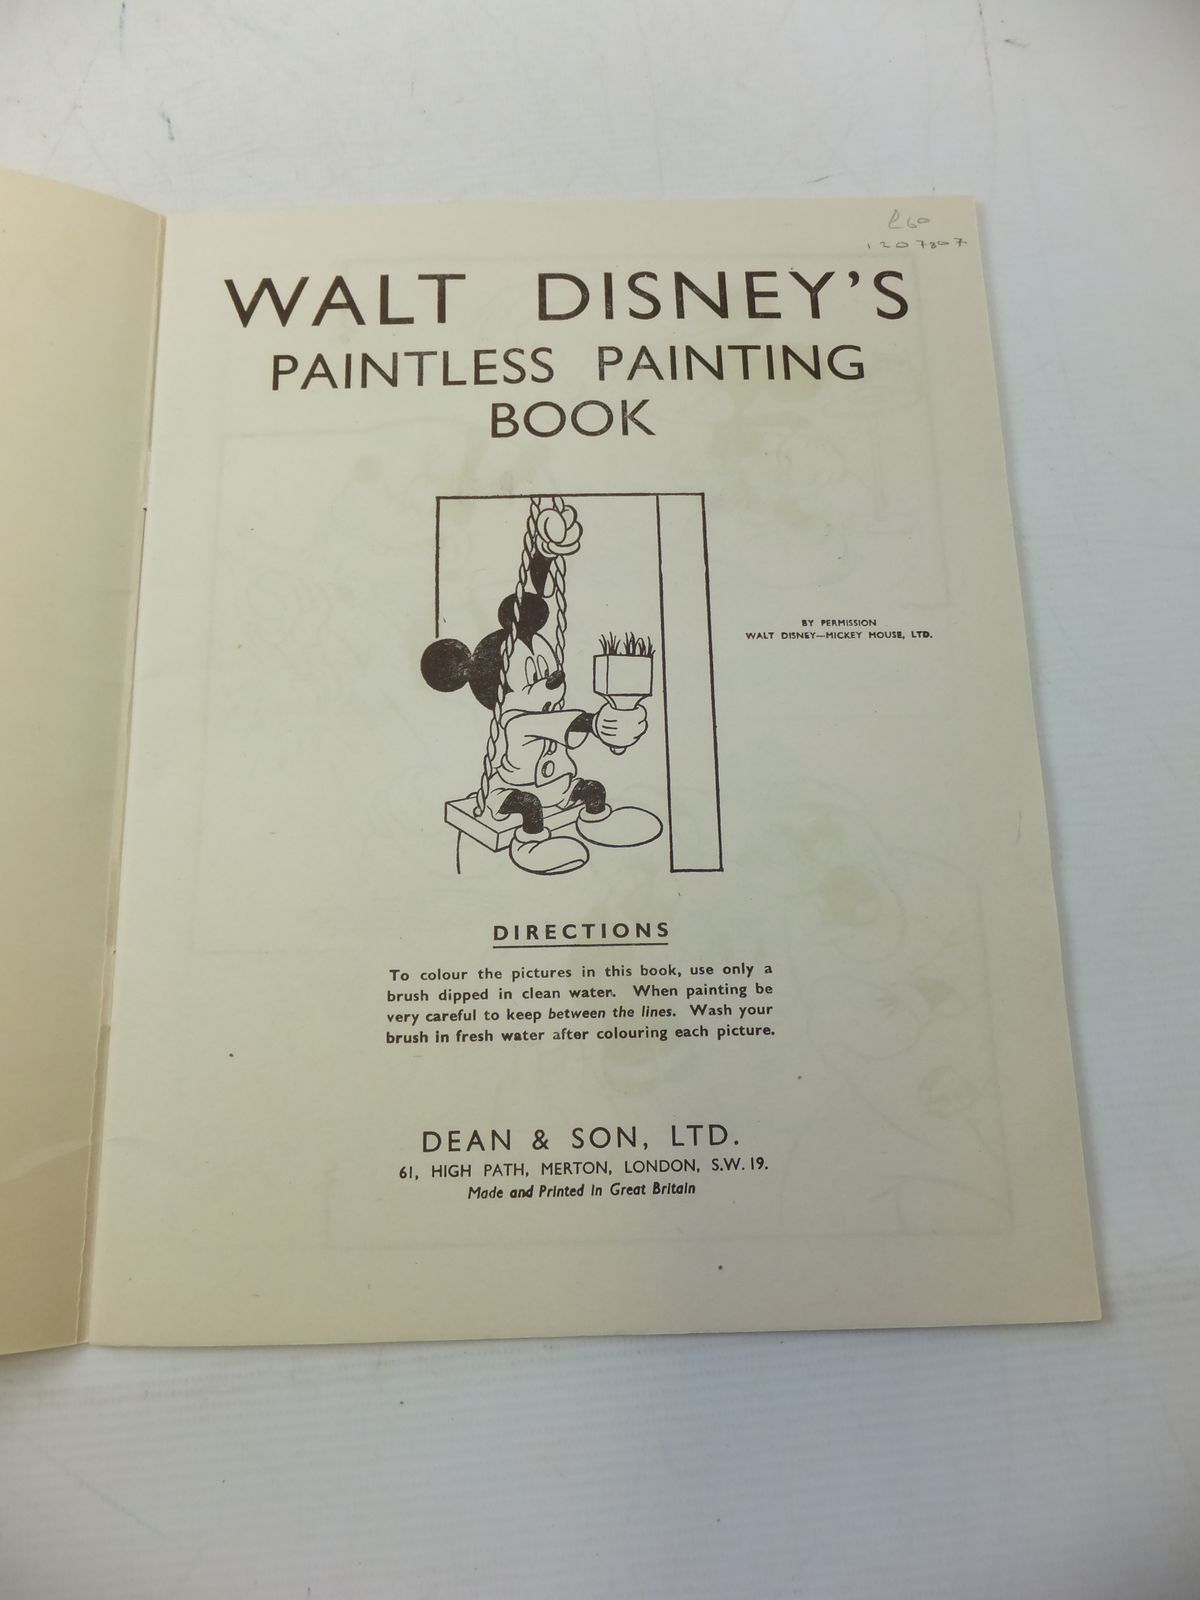 £60
1207807
WALT DISNEY'S
PAINTLESS PAINTING
BOOK
BY PERMISSION
WALT DISNEY—MICKEY MOUSE, LTD.
DIRECTIONS
To colour the pictures in this book, use only a
brush dipped in clean water. When painting be
very careful to keep between the lines. Wash your
brush in fresh water after colouring each picture.
DEAN & SON, LTD.
61, HIGH PATH, MERTON, LONDON, S.W. 19.
Made and Printed in Great Britain